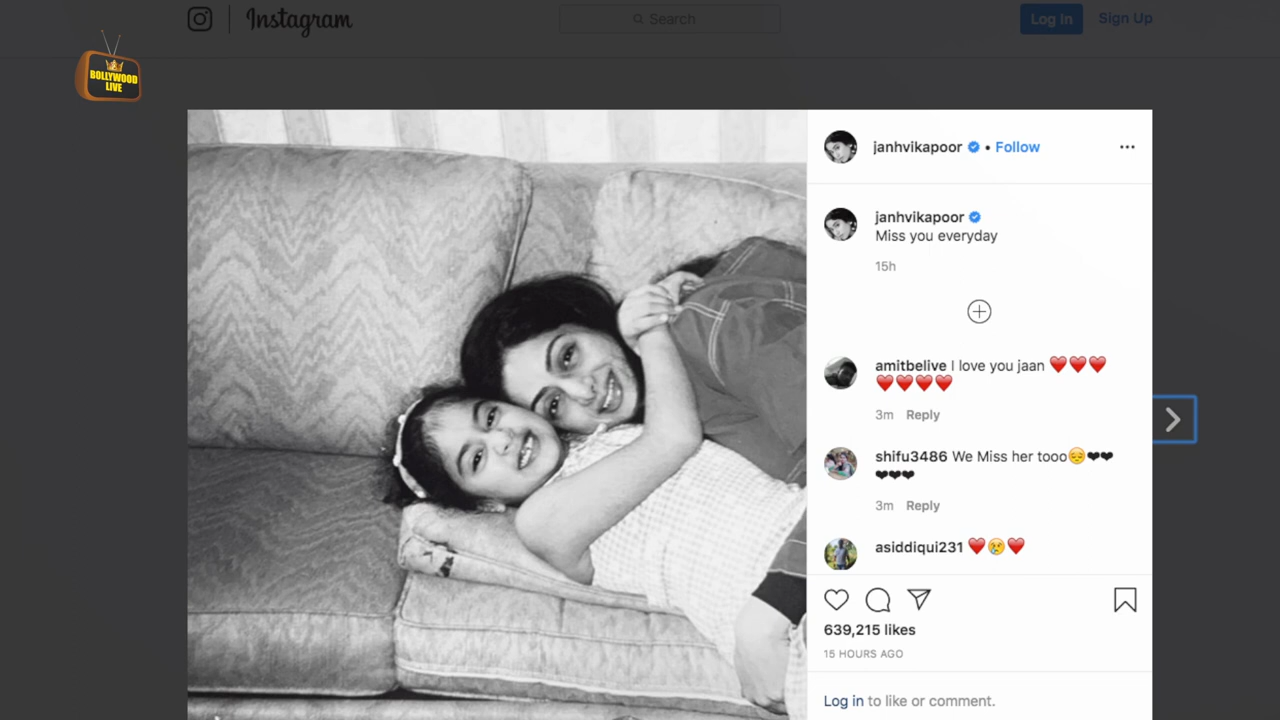 Instagram
Search
Log In
Sign Up
BOLLYWOOD
LIVE
janhvikapoor • Follow
janhvikapoor
Miss you everyday
15h
amitbelive I love you jaan ❤️❤️❤️
❤️❤️❤️❤️
3m Reply
shifu3486 We Miss her tooo😔❤❤
❤❤❤
3m Reply
asiddiqui231 ❤️😢❤️
639,215 likes
15 HOURS AGO
Log in to like or comment.